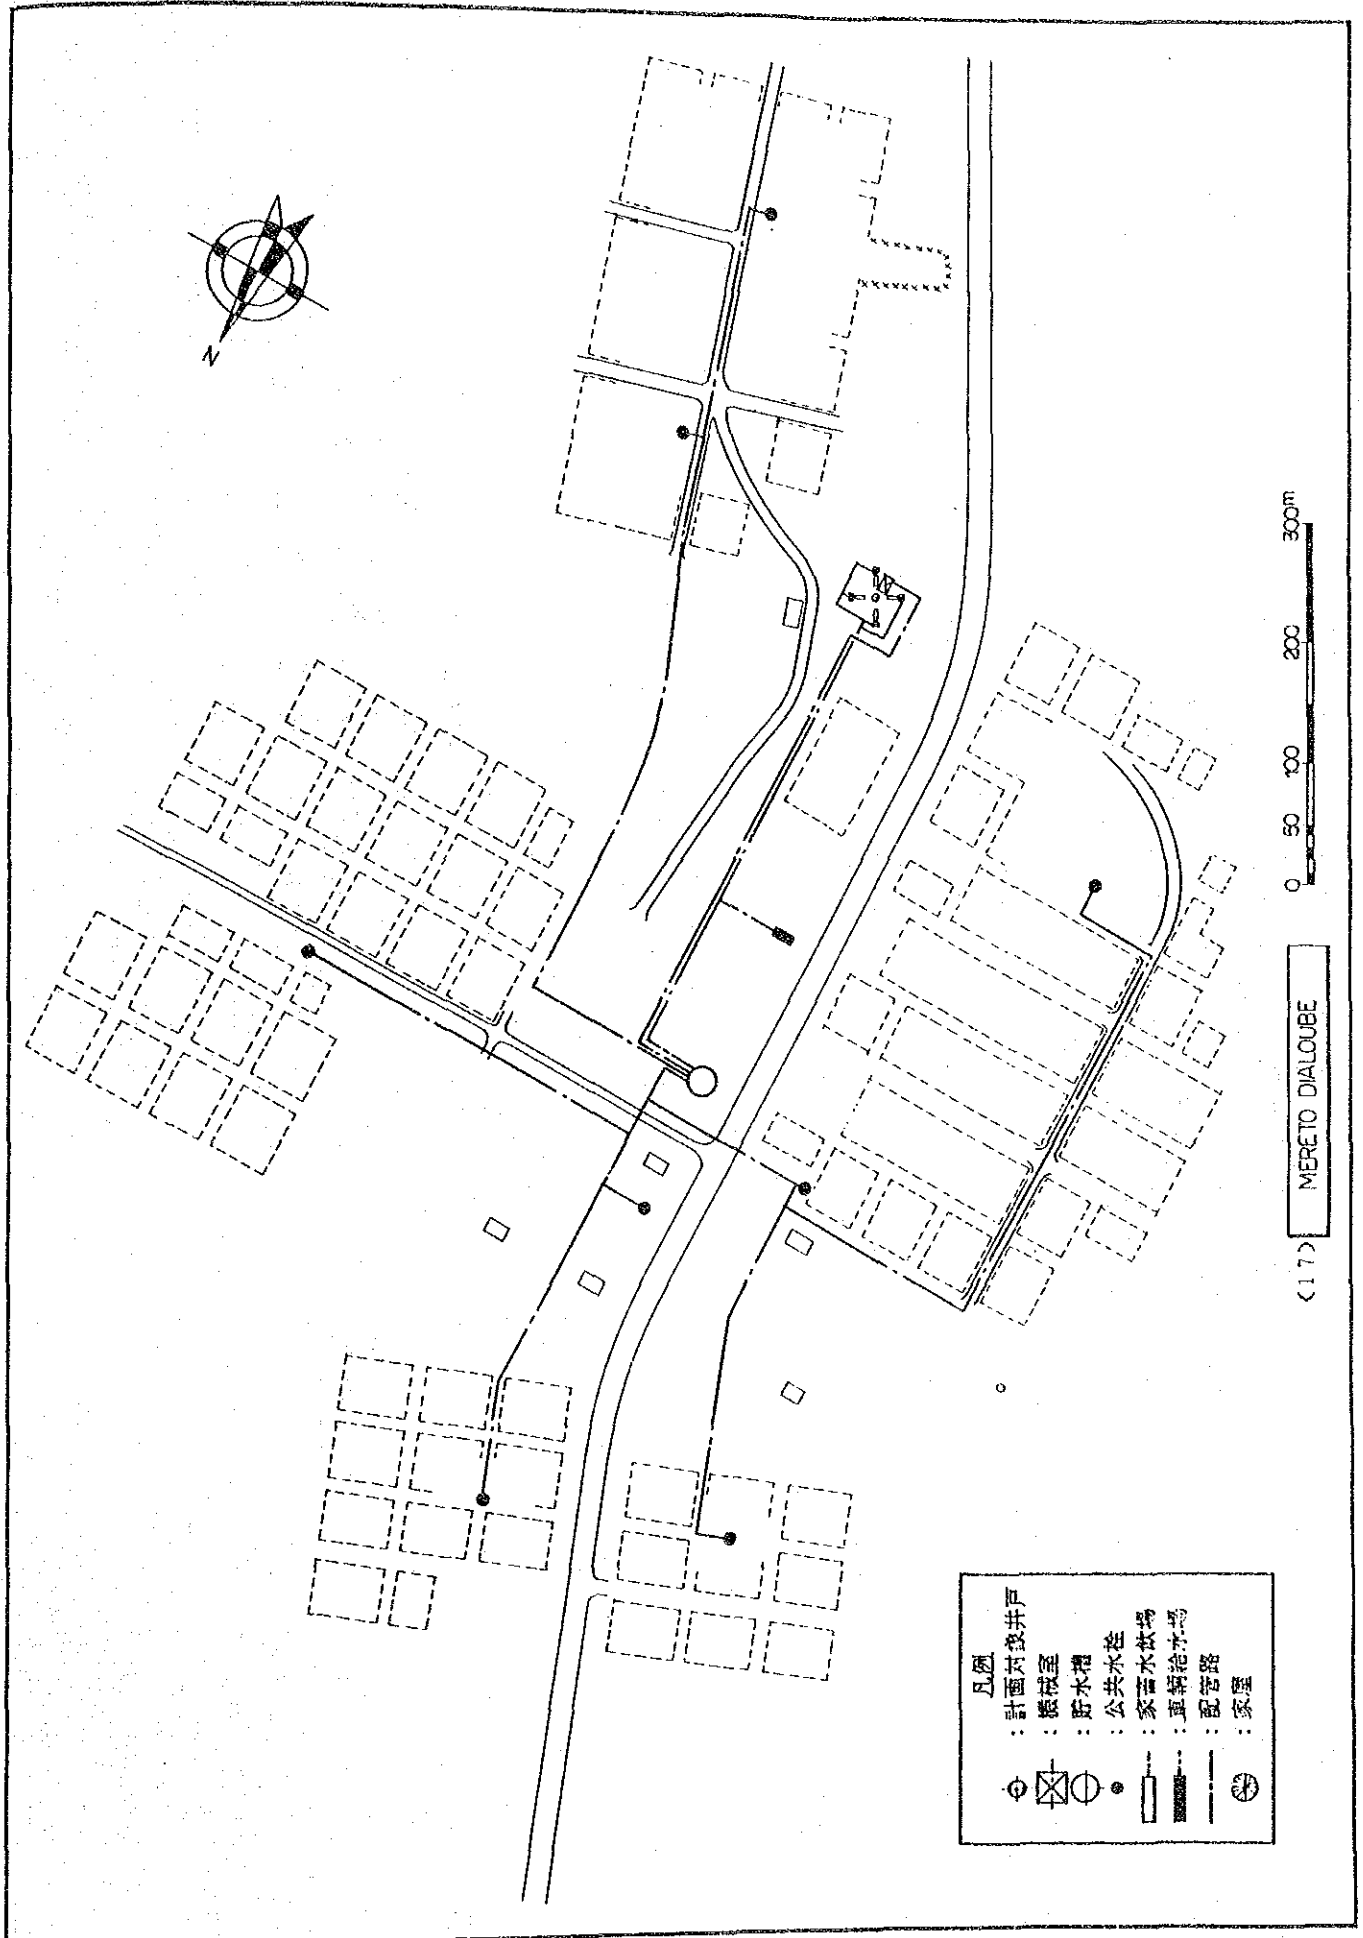 N
0 50 100 200 300m
<17> MERETO DIALOUBE
凡例
: 計画対象井戸
: 機械室
: 貯水槽
: 公共水栓
: 家畜水飲場
: 車輌給水場
: 配管路
: 家屋